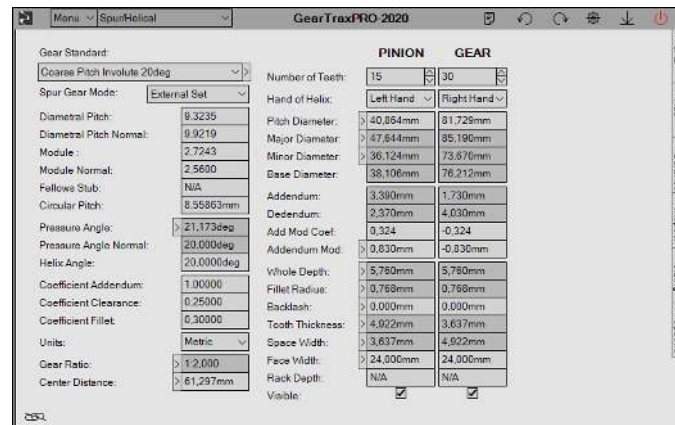 Menu Spur/Helical GearTraxPRO-2020
Gear Standard:
Coarse Pitch Involute 20deg
Spur Gear Mode: External Set
Diametral Pitch: 9.3235
Diametral Pitch Normal: 9.9219
Module : 2,7243
Module Normal: 2,5600
Fellows Stub: N/A
Circular Pitch: 8.55863mm
Pressure Angle: > 21,173deg
Pressure Angle Normal: 20.000deg
Helix Angle: 20.0000deg
Coefficient Addendum: 1.00000
Coefficient Clearance: 0.25000
Coefficient Fillet: 0,30000
Units: Metric
Gear Ratio: > 1:2,000
Center Distance: > 61,297mm
PINION GEAR
Number of Teeth: 15 30
Hand of Helix: Left Hand Right Hand
Pitch Diameter: > 40,864mm 81,729mm
Major Diameter: > 47,644mm 85,190mm
Minor Diameter: > 36,124mm 73,670mm
Base Diameter: 38,106mm 76,212mm
Addendum: 3,390mm 1,730mm
Dedendum: 2,370mm 4,030mm
Add Mod Coef: 0,324 -0,324
Addendum Mod: > 0,830mm -0,830mm
Whole Depth: > 5,760mm 5,760mm
Fillet Radius: > 0,768mm 0,768mm
Backlash: > 0.000mm 0.000mm
Tooth Thickness: > 4,922mm 3,637mm
Space Width: > 3,637mm 4,922mm
Face Width: > 24,000mm 24,000mm
Rack Depth: N/A N/A
Visible: